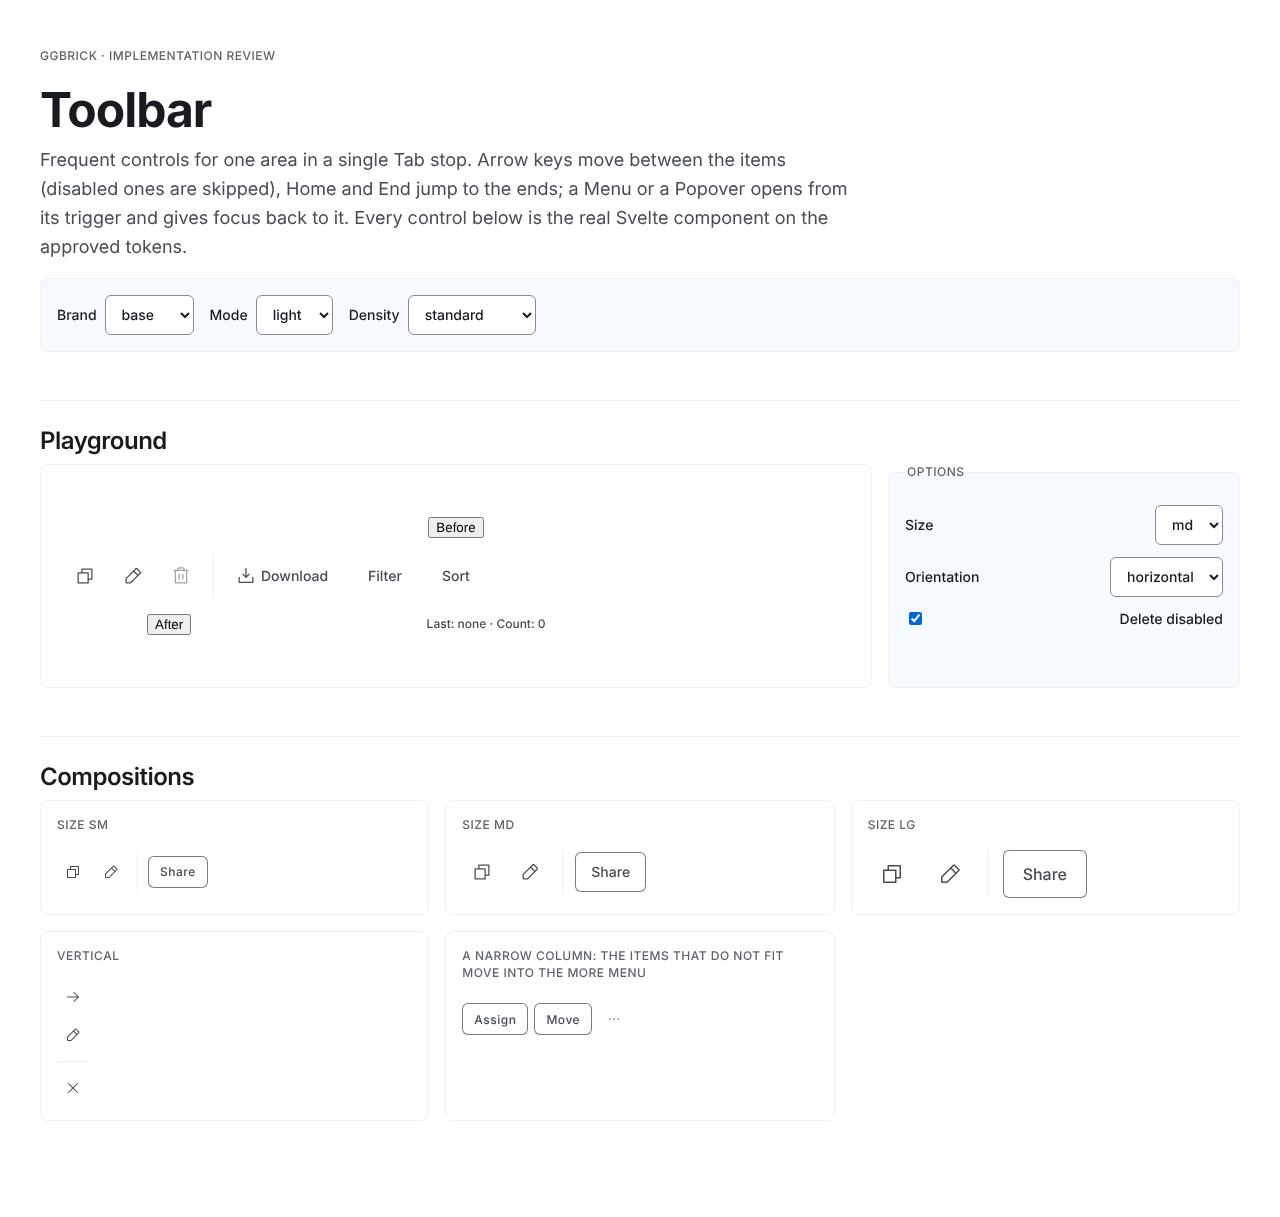 GGBRICK · IMPLEMENTATION REVIEW
Toolbar
Frequent controls for one area in a single Tab stop. Arrow keys move between the items
(disabled ones are skipped), Home and End jump to the ends; a Menu or a Popover opens from
its trigger and gives focus back to it. Every control below is the real Svelte component on the
approved tokens.
Brand base Mode light Density standard
Playground
Before
Download Filter Sort
After Last: none · Count: 0
OPTIONS
Size md
Orientation horizontal
Delete disabled
Compositions
SIZE SM
Share
SIZE MD
Share
SIZE LG
Share
VERTICAL
A NARROW COLUMN: THE ITEMS THAT DO NOT FIT
MOVE INTO THE MORE MENU
Assign Move ···